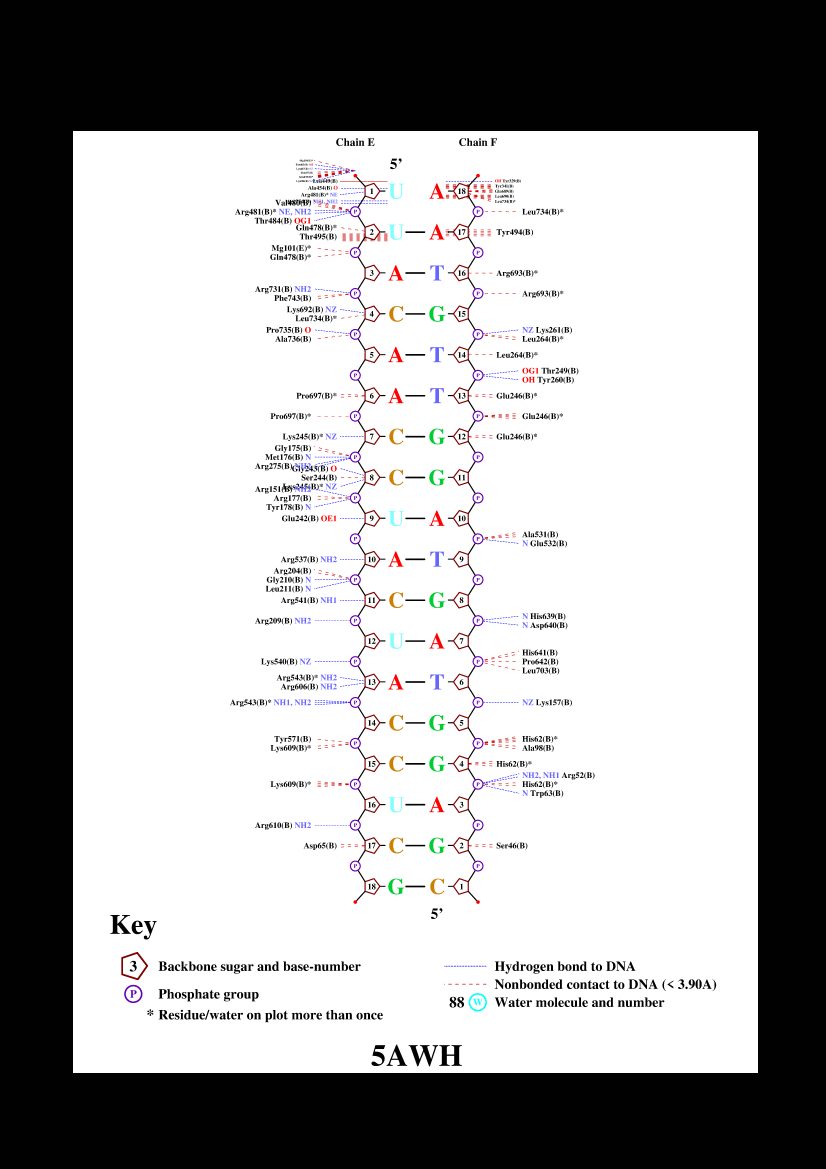 Chain E Chain F
5’
Ala454(B) O
Arg481(B)* NE
OH Tyr329(B)
1 U A 18
Val480(B)
Arg481(B)* NE, NH2 P P Leu734(B)*
Thr484(B) OG1
Gln478(B)*
2 U A 17 Tyr494(B)
Thr495(B)
Mg101(E)*
P P
Gln478(B)*
3 A T 16 Arg693(B)*
Arg731(B) NH2
P P Arg693(B)*
Phe743(B)
Lys692(B) NZ
4 C G 15
Leu734(B)*
Pro735(B) O NZ Lys261(B)
P P
Ala736(B) Leu264(B)*
5 A T 14 Leu264(B)*
OG1 Thr249(B)
P P
OH Tyr260(B)
Pro697(B)* 6 A T 13 Glu246(B)*
Pro697(B)* P P Glu246(B)*
Lys245(B)* NZ 7 C G 12 Glu246(B)*
Gly175(B)
Met176(B) N P P
Arg275(B) NH2
Gly243(B) O
Ser244(B) 8 C G 11
Lys245(B)* NZ
Arg151(B) NH2
Arg177(B) P P
Tyr178(B) N
Glu242(B) OE1 9 U A 10
Ala531(B)
P P
N Glu532(B)
Arg537(B) NH2 10 A T 9
Arg204(B)
Gly210(B) N P P
Leu211(B) N
Arg541(B) NH1 11 C G 8
N His639(B)
Arg209(B) NH2 P P
N Asp640(B)
12 U A 7
His641(B)
Lys540(B) NZ P P Pro642(B)
Leu703(B)
Arg543(B)* NH2
13 A T 6
Arg606(B) NH2
Arg543(B)* NH1, NH2 P P NZ Lys157(B)
14 C G 5
Tyr571(B) His62(B)*
P P
Lys609(B)* Ala98(B)
15 C G 4 His62(B)*
NH2, NH1 Arg52(B)
Lys609(B)* P P His62(B)*
N Trp63(B)
16 U A 3
Arg610(B) NH2 P P
Asp65(B) 17 C G 2 Ser46(B)
P P
18 G C 1
5’
Key
3 Backbone sugar and base-number
P Phosphate group
* Residue/water on plot more than once
Hydrogen bond to DNA
Nonbonded contact to DNA (< 3.90A)
88 W Water molecule and number
5AWH